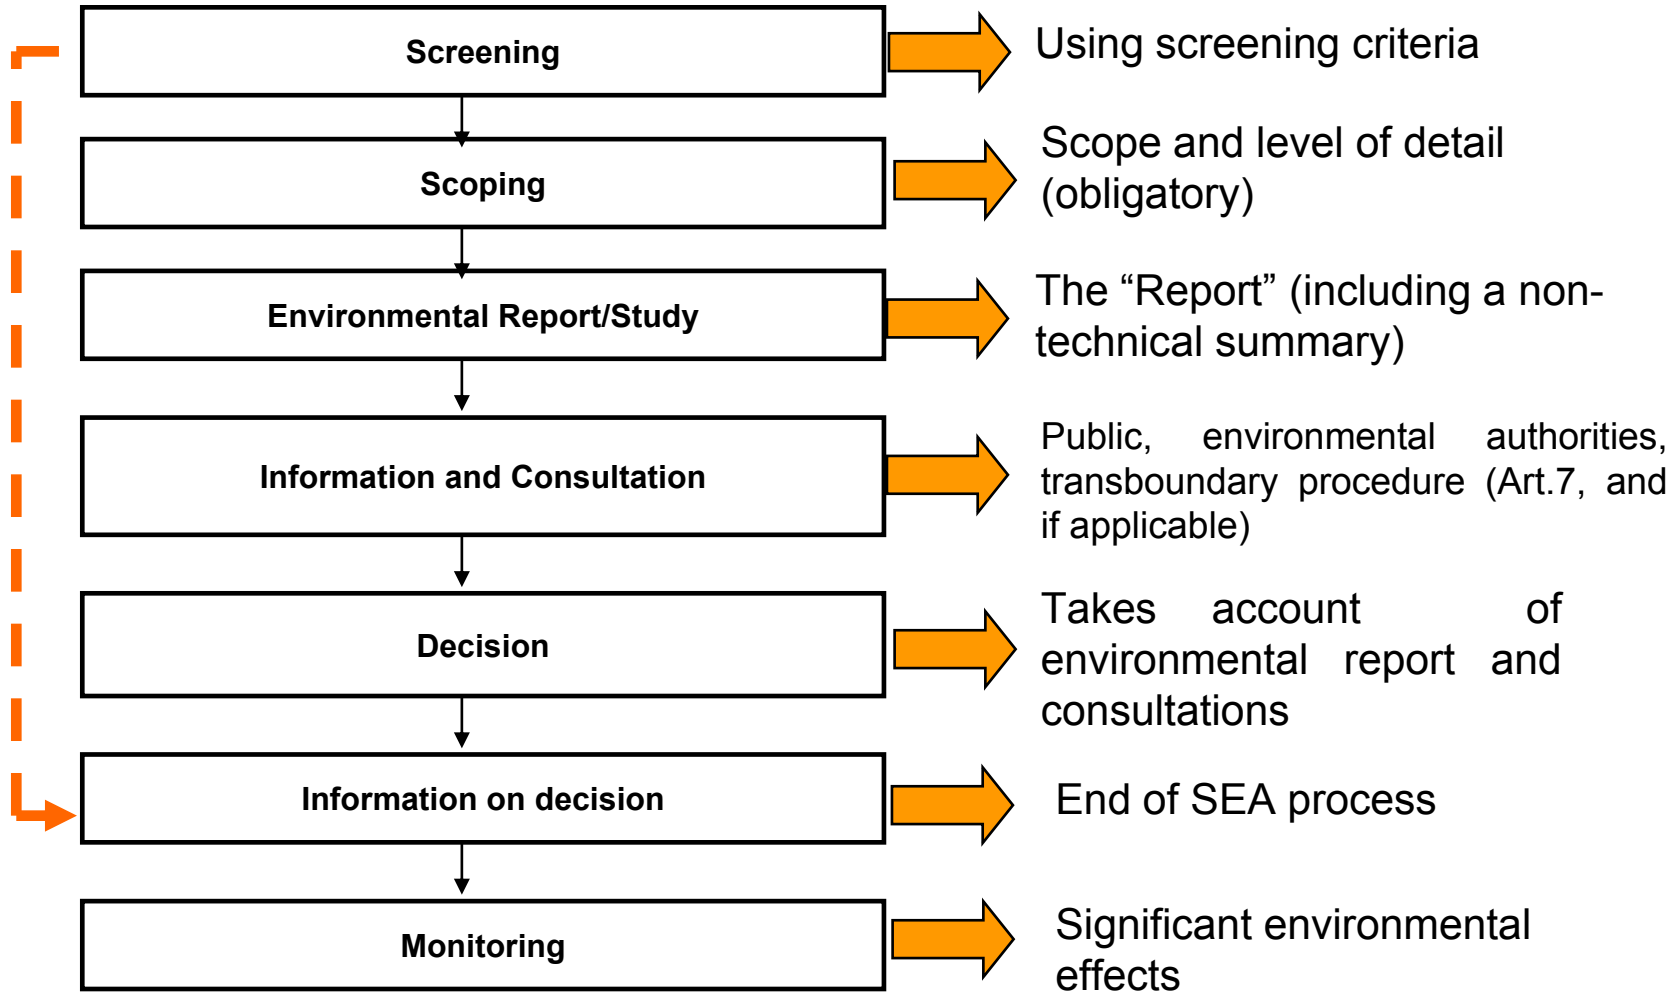 Screening
Using screening criteria
Scoping
Scope and level of detail
(obligatory)
Environmental Report/Study
The “Report” (including a non-
technical summary)
Information and Consultation
Public, environmental authorities,
transboundary procedure (Art.7, and
if applicable)
Decision
Takes account of
environmental report and
consultations
Information on decision
End of SEA process
Monitoring
Significant environmental
effects